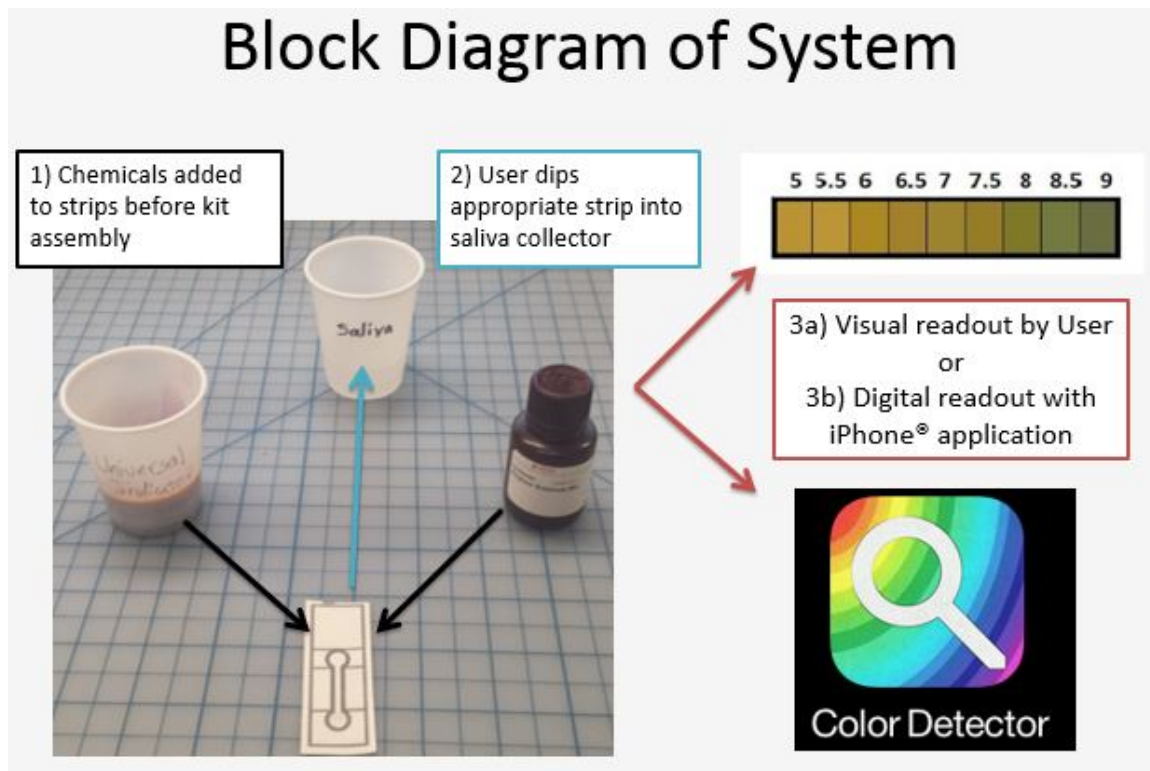 Block Diagram of System
1) Chemicals added
to strips before kit
assembly
2) User dips
appropriate strip into
saliva collector
5 5.5 6 6.5 7 7.5 8 8.5 9
3a) Visual readout by User
or
3b) Digital readout with
iPhone® application
Saliva
Universal
Indicator
Color Detector